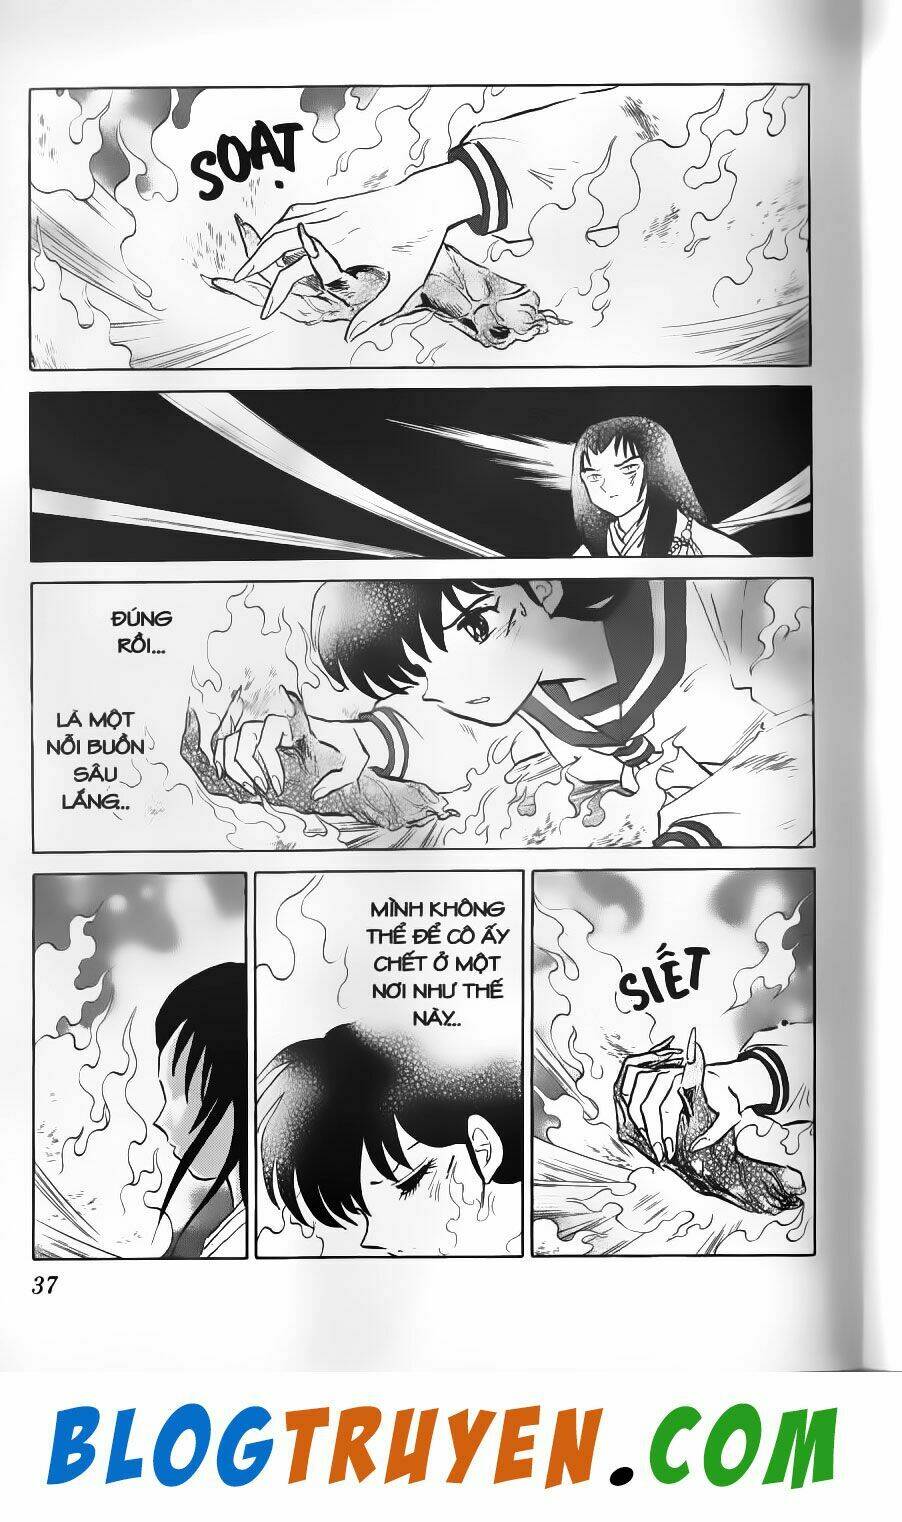 SOẠT
ĐÚNG
RỒI...
LÀ MỘT
NỖI BUỒN
SÂU
LẮNG...
MÌNH KHÔNG
THỂ ĐỂ CÔ ẤY
CHẾT Ở MỘT
NƠI NHƯ THẾ
NÀY...
SIẾT
37
BLOGTRUYEN.COM